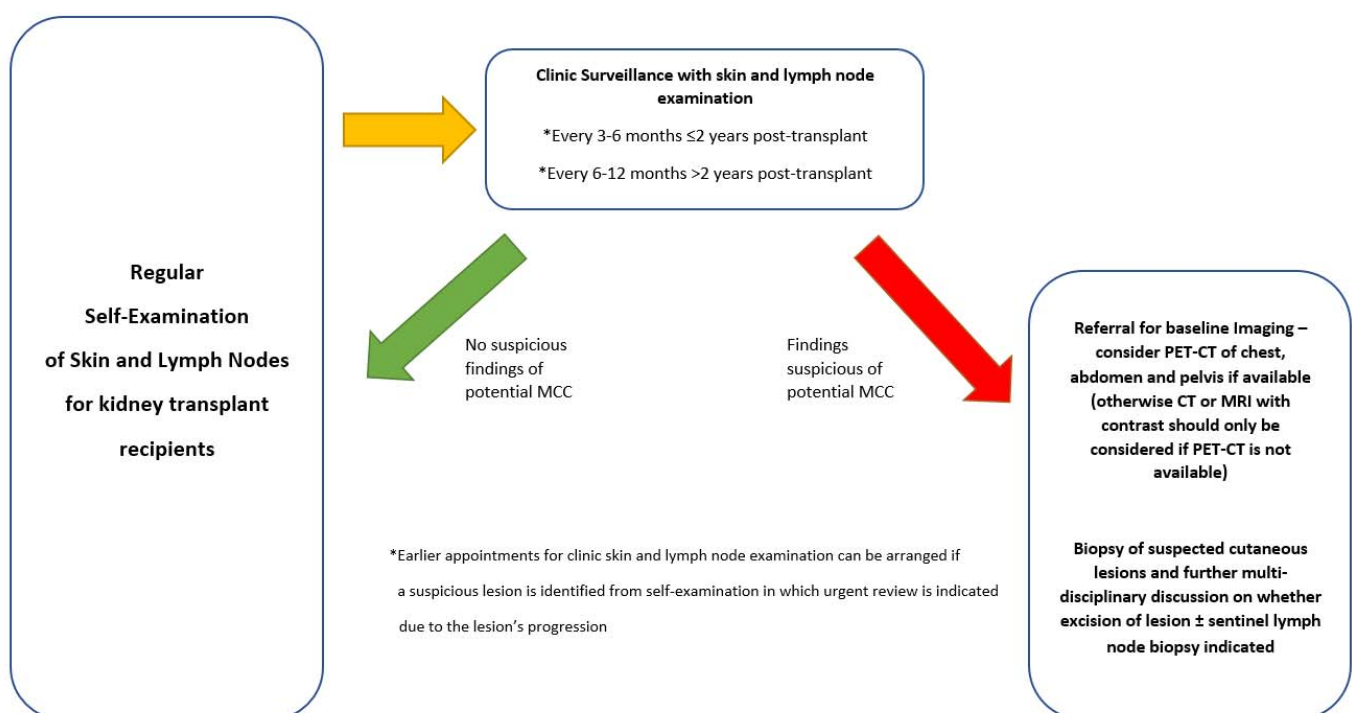 Regular
Self-Examination
of Skin and Lymph Nodes
for kidney transplant
recipients
Clinic Surveillance with skin and lymph node
examination
*Every 3-6 months ≤2 years post-transplant
*Every 6-12 months >2 years post-transplant
No suspicious
findings of
potential MCC
Findings
suspicious of
potential MCC
Referral for baseline Imaging –
consider PET-CT of chest,
abdomen and pelvis if available
(otherwise CT or MRI with
contrast should only be
considered if PET-CT is not
available)
Biopsy of suspected cutaneous
lesions and further multi-
disciplinary discussion on whether
excision of lesion ± sentinel lymph
node biopsy indicated
*Earlier appointments for clinic skin and lymph node examination can be arranged if
a suspicious lesion is identified from self-examination in which urgent review is indicated
due to the lesion’s progression